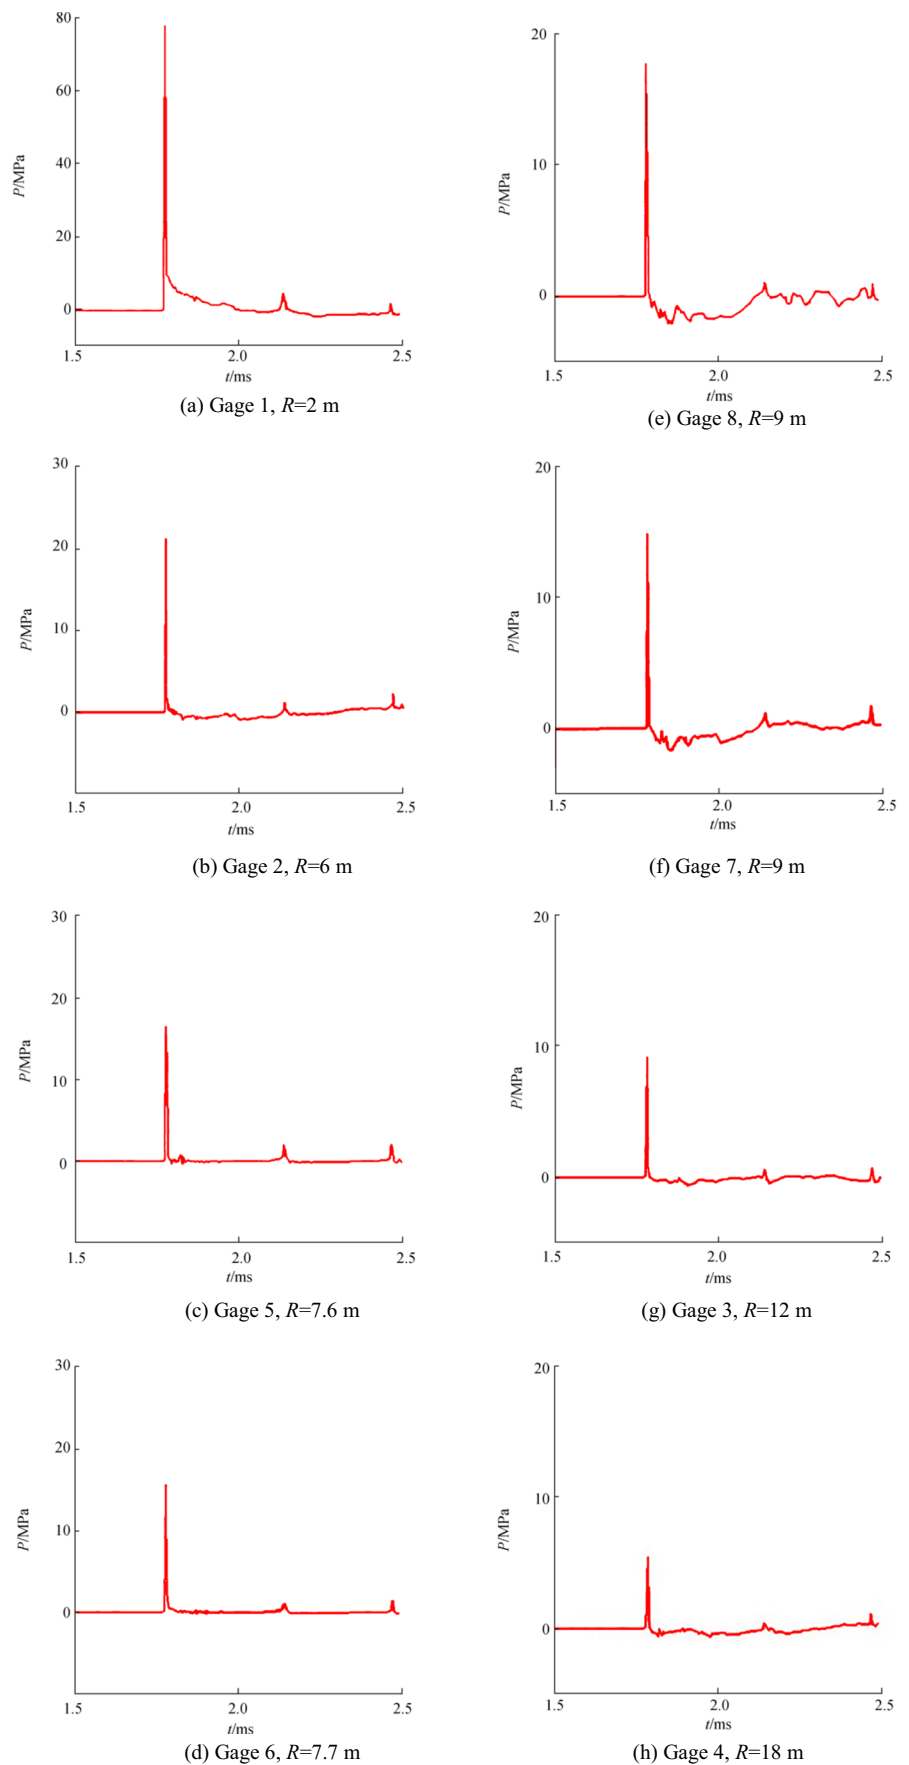 80
60
40
20
0
P/MPa
1.5
2.0
2.5
t/ms
(a) Gage 1, R=2 m
20
10
0
P/MPa
1.5
2.0
2.5
t/ms
(e) Gage 8, R=9 m
30
20
10
0
P/MPa
1.5
2.0
2.5
t/ms
(b) Gage 2, R=6 m
20
10
0
P/MPa
1.5
2.0
2.5
t/ms
(f) Gage 7, R=9 m
30
20
10
0
P/MPa
1.5
2.0
2.5
t/ms
(c) Gage 5, R=7.6 m
20
10
0
P/MPa
1.5
2.0
2.5
t/ms
(g) Gage 3, R=12 m
30
20
10
0
P/MPa
1.5
2.0
2.5
t/ms
(d) Gage 6, R=7.7 m
20
10
0
P/MPa
1.5
2.0
2.5
t/ms
(h) Gage 4, R=18 m